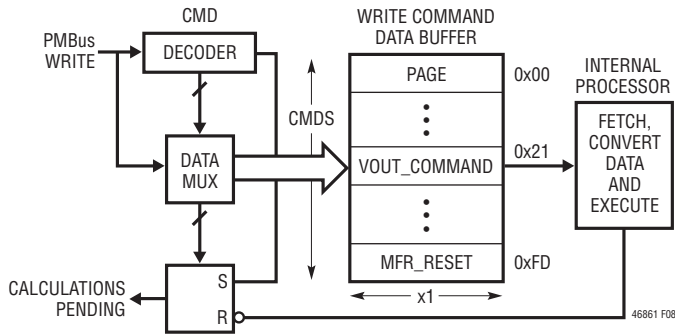 CMD
WRITE COMMAND
DATA BUFFER
PMBus
WRITE
DECODER
PAGE
0x00
INTERNAL
PROCESSOR
CMDS
DATA
MUX
VOUT_COMMAND
0x21
FETCH,
CONVERT
DATA
AND
EXECUTE
S
R
CALCULATIONS
PENDING
MFR_RESET
0xFD
x1
46861 F08